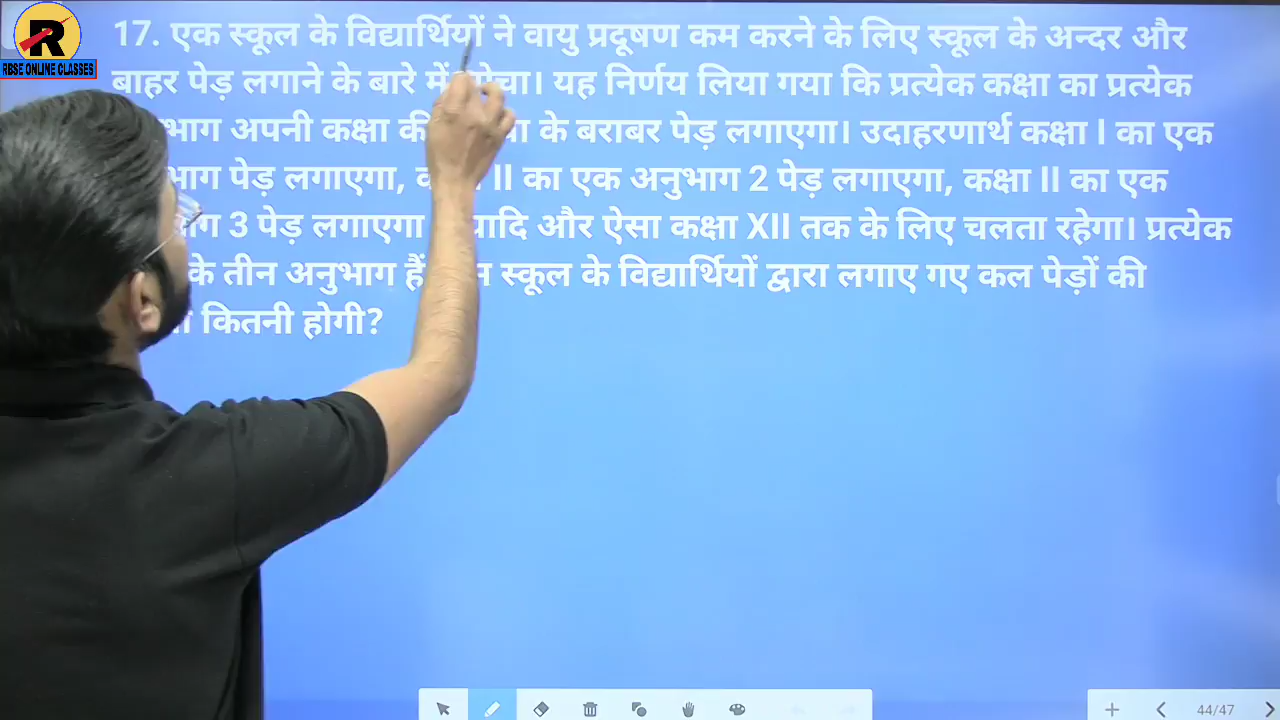 R
RBSE ONLINE CLASSES
17. एक स्कूल के विद्यार्थियों ने वायु प्रदूषण कम करने के लिए स्कूल के अन्दर और
बाहर पेड़ लगाने के बारे में यह निर्णय लिया गया कि प्रत्येक कक्षा का प्रत्येक
अपनी कक्षा की के बराबर पेड़ लगाएगा। उदाहरणार्थ कक्षा I का एक
पेड़ लगाएगा, II का एक अनुभाग 2 पेड़ लगाएगा, कक्षा II का एक
3 पेड़ लगाएगा और ऐसा कक्षा XII तक के लिए चलता रहेगा। प्रत्येक
के तीन अनुभाग हैं स्कूल के विद्यार्थियों द्वारा लगाए गए कल पेड़ों की
कितनी होगी?
44/47